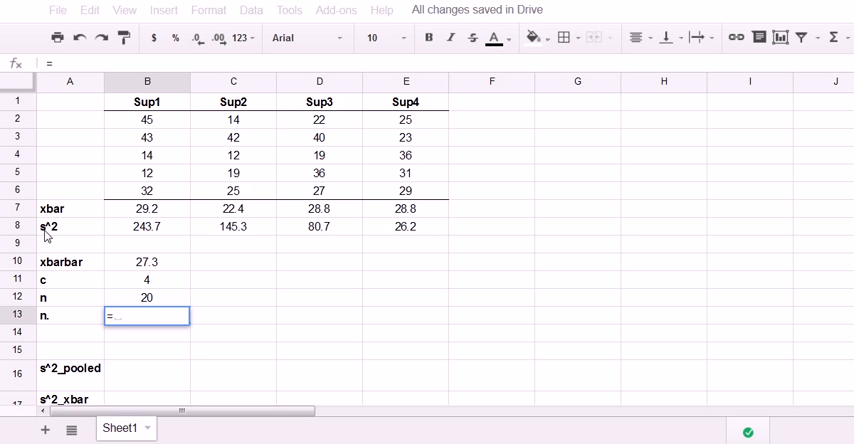 File Edit View Insert Format Data Tools Add-ons Help All changes saved in Drive
$ % .0 .00 123 Arial 10 B I S A Σ
fx =
A B C D E F G H I J
1 Sup1 Sup2 Sup3 Sup4
2 45 14 22 25
3 43 42 40 23
4 14 12 19 36
5 12 19 36 31
6 32 25 27 29
7 xbar 29.2 22.4 28.8 28.8
8 s^2 243.7 145.3 80.7 26.2
9
10 xbarbar 27.3
11 c 4
12 n 20
13 n. =
14
15
16 s^2_pooled
17 s^2_xbar
+ Sheet1